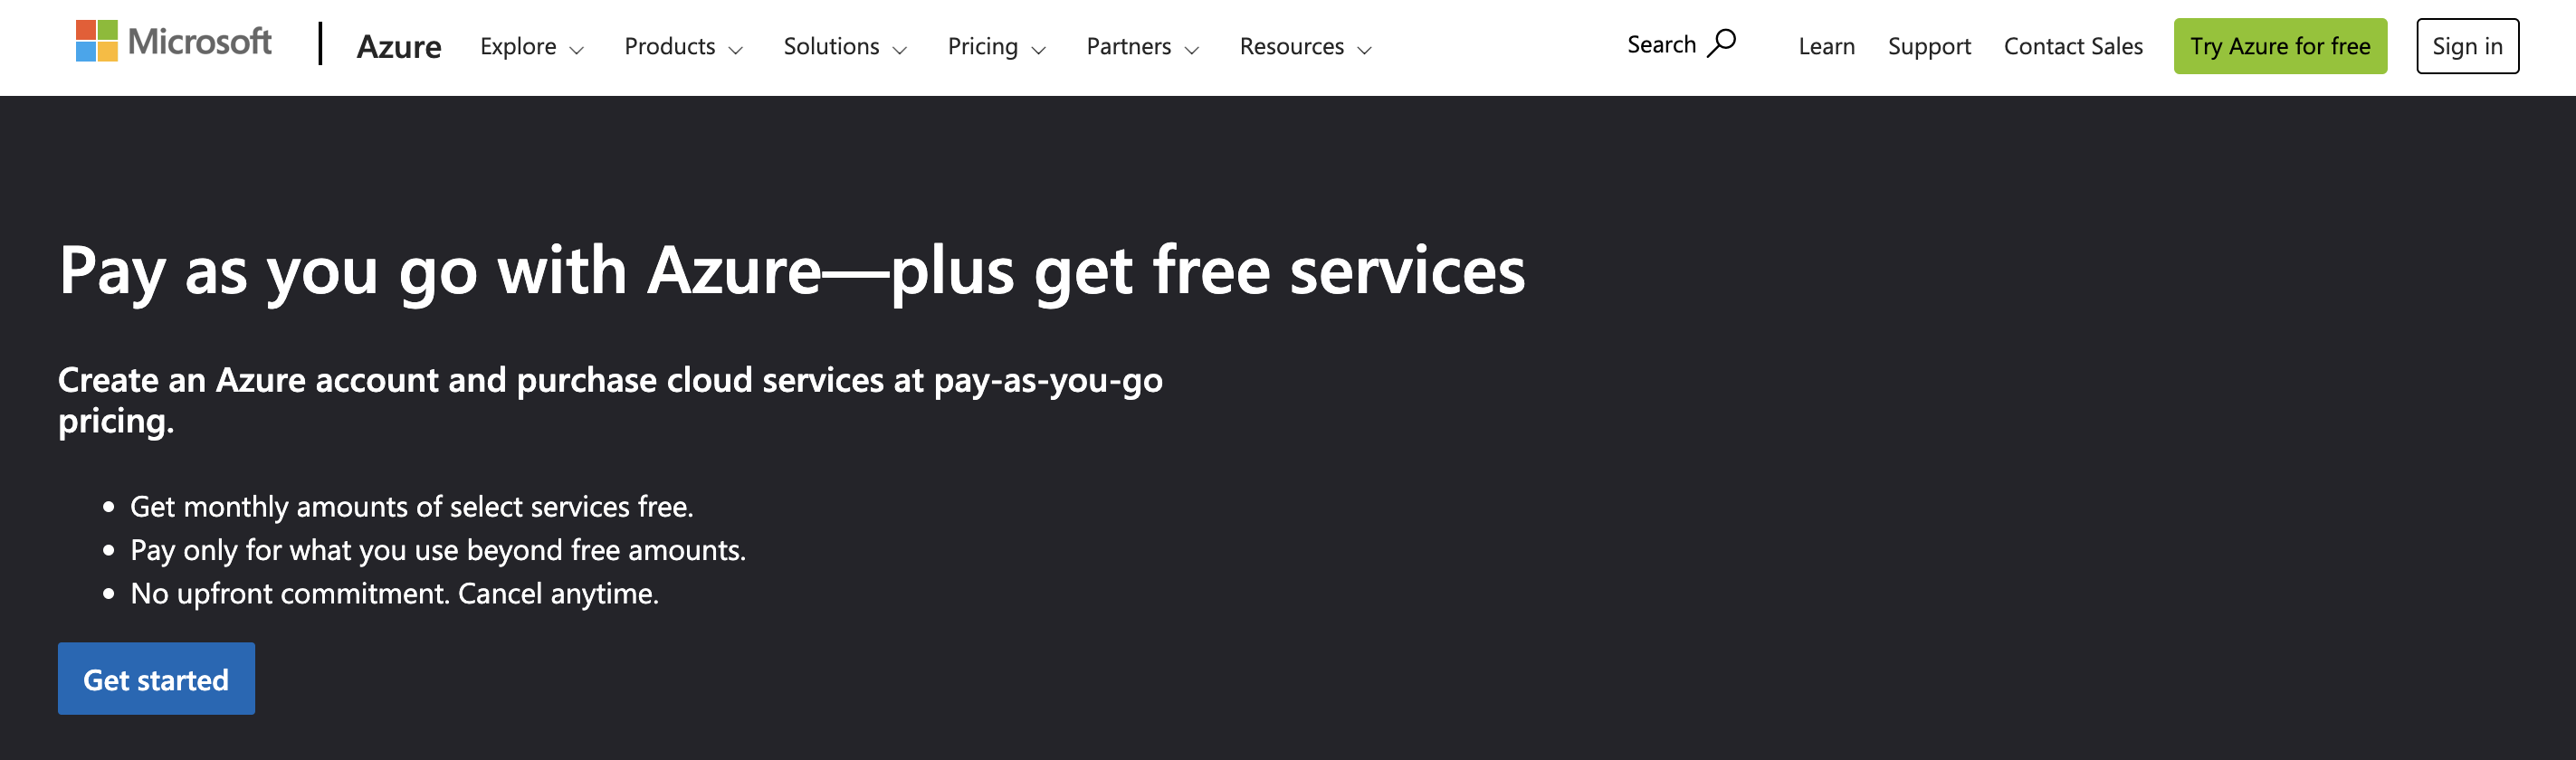 Microsoft
Azure
Explore
Products
Solutions
Pricing
Partners
Resources
Search
Learn
Support
Contact Sales
Try Azure for free
Sign in
Pay as you go with Azure—plus get free services
Create an Azure account and purchase cloud services at pay-as-you-go
pricing.
Get monthly amounts of select services free.
Pay only for what you use beyond free amounts.
No upfront commitment. Cancel anytime.
Get started